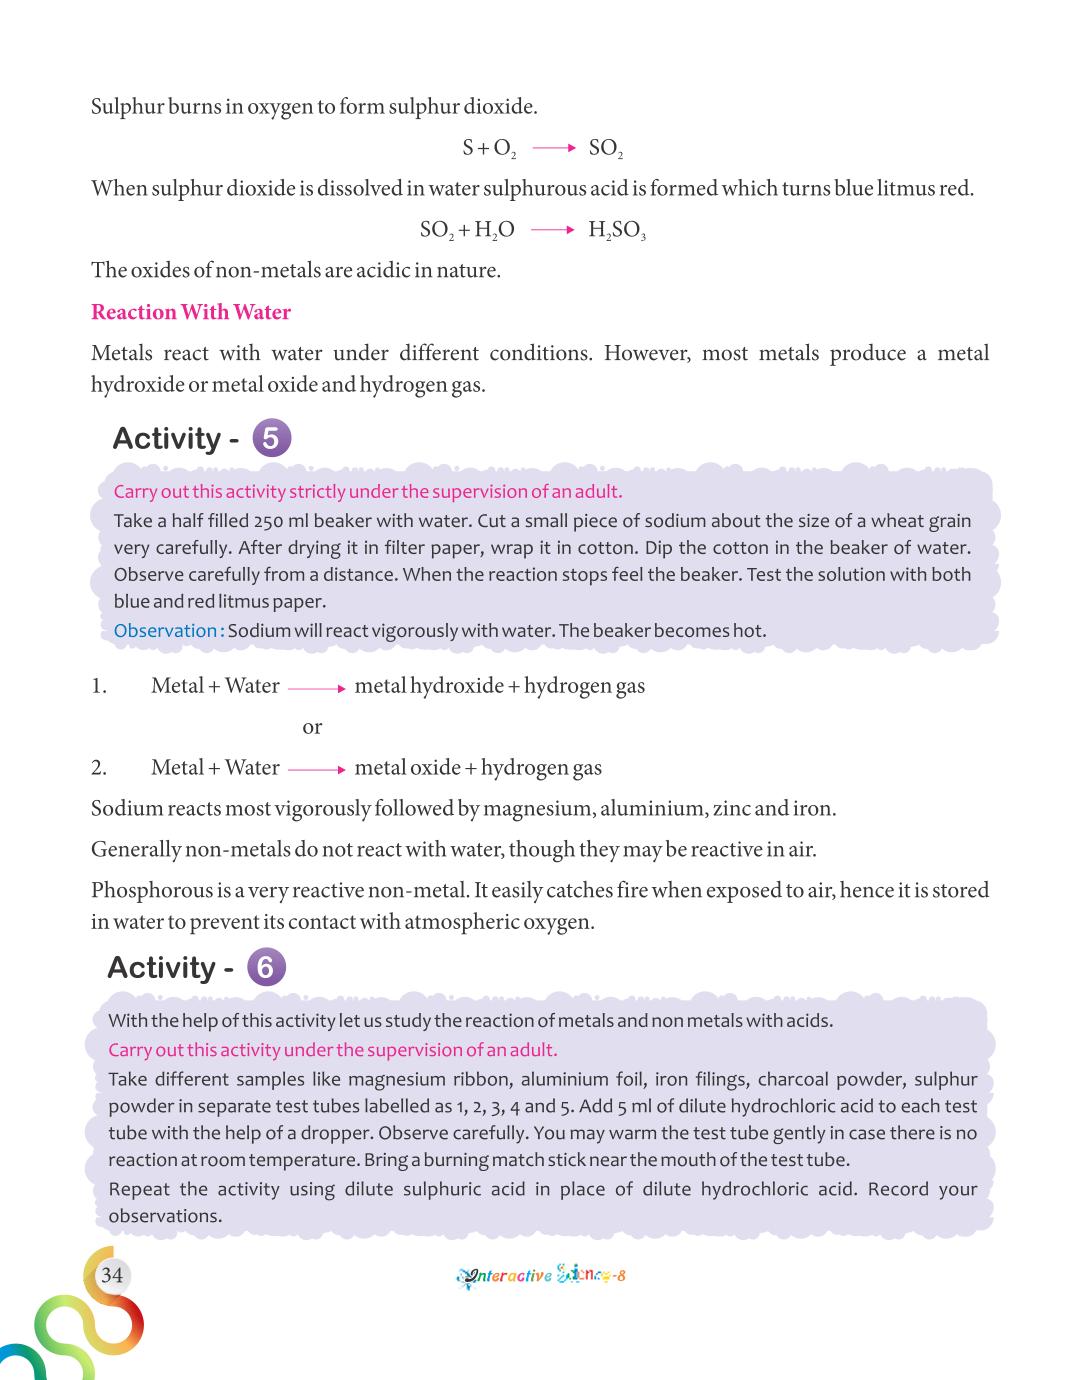 Sulphur burns in oxygen to form sulphur dioxide.
S + O₂ ⟶ SO₂
When sulphur dioxide is dissolved in water sulphurous acid is formed which turns blue litmus red.
SO₂ + H₂O ⟶ H₂SO₃
The oxides of non-metals are acidic in nature.
Reaction With Water
Metals react with water under different conditions. However, most metals produce a metal
hydroxide or metal oxide and hydrogen gas.
Activity - 5
Carry out this activity strictly under the supervision of an adult.
Take a half filled 250 ml beaker with water. Cut a small piece of sodium about the size of a wheat grain
very carefully. After drying it in filter paper, wrap it in cotton. Dip the cotton in the beaker of water.
Observe carefully from a distance. When the reaction stops feel the beaker. Test the solution with both
blue and red litmus paper.
Observation : Sodium will react vigorously with water. The beaker becomes hot.
1. Metal + Water ⟶ metal hydroxide + hydrogen gas
or
2. Metal + Water ⟶ metal oxide + hydrogen gas
Sodium reacts most vigorously followed by magnesium, aluminium, zinc and iron.
Generally non-metals do not react with water, though they may be reactive in air.
Phosphorous is a very reactive non-metal. It easily catches fire when exposed to air, hence it is stored
in water to prevent its contact with atmospheric oxygen.
Activity - 6
With the help of this activity let us study the reaction of metals and non metals with acids.
Carry out this activity under the supervision of an adult.
Take different samples like magnesium ribbon, aluminium foil, iron filings, charcoal powder, sulphur
powder in separate test tubes labelled as 1, 2, 3, 4 and 5. Add 5 ml of dilute hydrochloric acid to each test
tube with the help of a dropper. Observe carefully. You may warm the test tube gently in case there is no
reaction at room temperature. Bring a burning match stick near the mouth of the test tube.
Repeat the activity using dilute sulphuric acid in place of dilute hydrochloric acid. Record your
observations.
34
Interactive Science-8